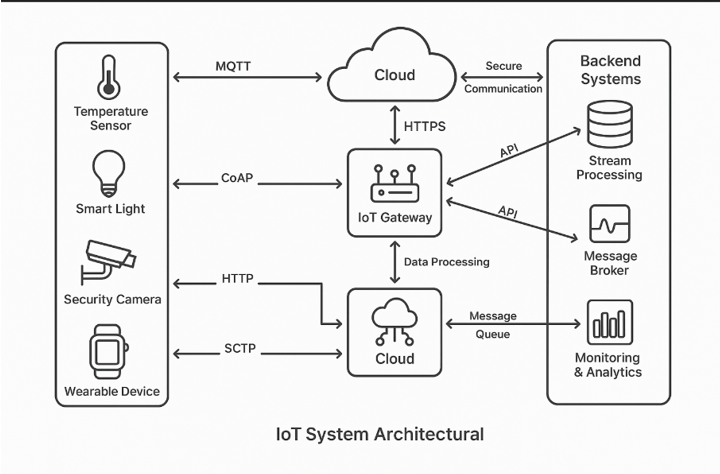 MQTT
Cloud
Secure
Communication
Backend
Systems
Temperature
Sensor
HTTPS
API
Stream
Processing
CoAP
Smart Light
IoT Gateway
API
Message
Broker
Data Processing
Security Camera
HTTP
Message
Queue
SCTP
Cloud
Monitoring
& Analytics
Wearable Device
IoT System Architectural